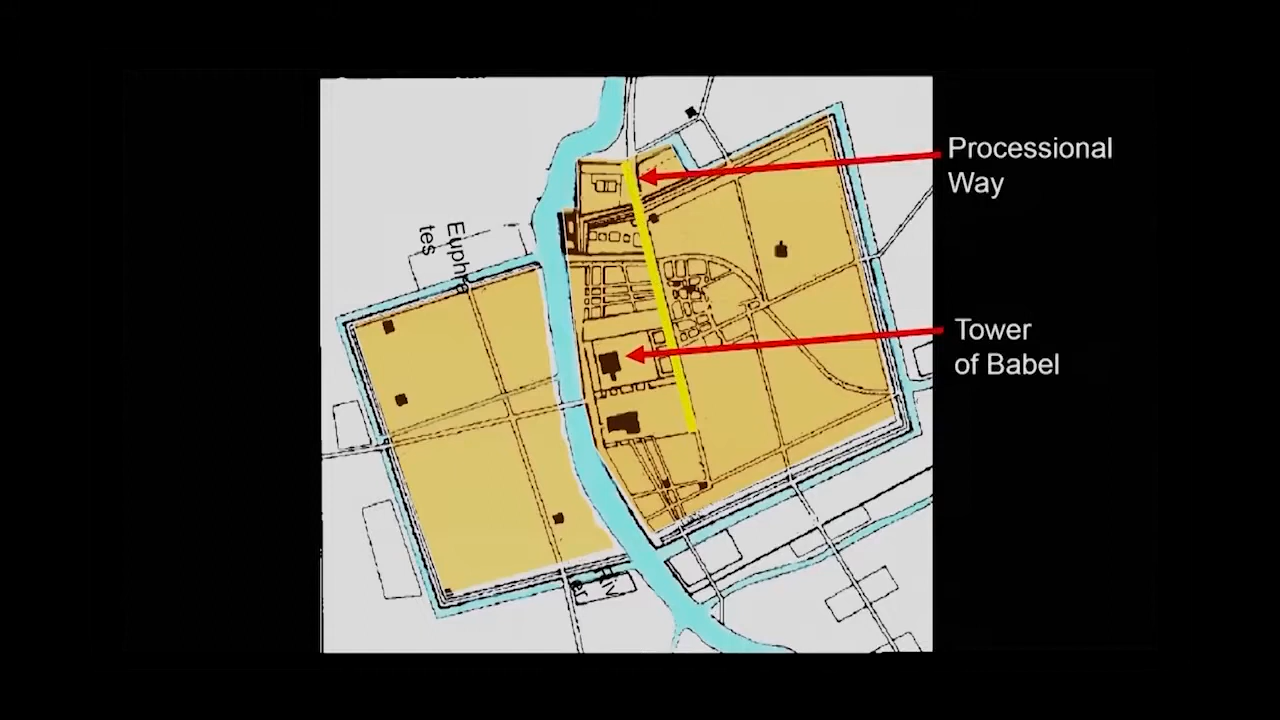 Processional
Way
Euphra
tes
Tower
of Babel